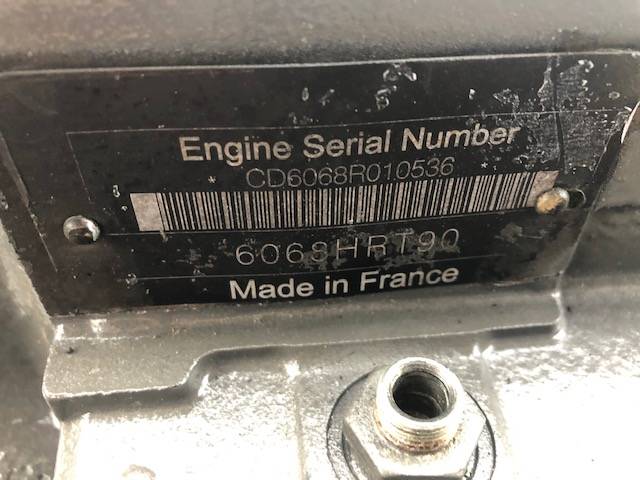 Engine Serial Number
CD6068R010536
6068HRT90
Made in France